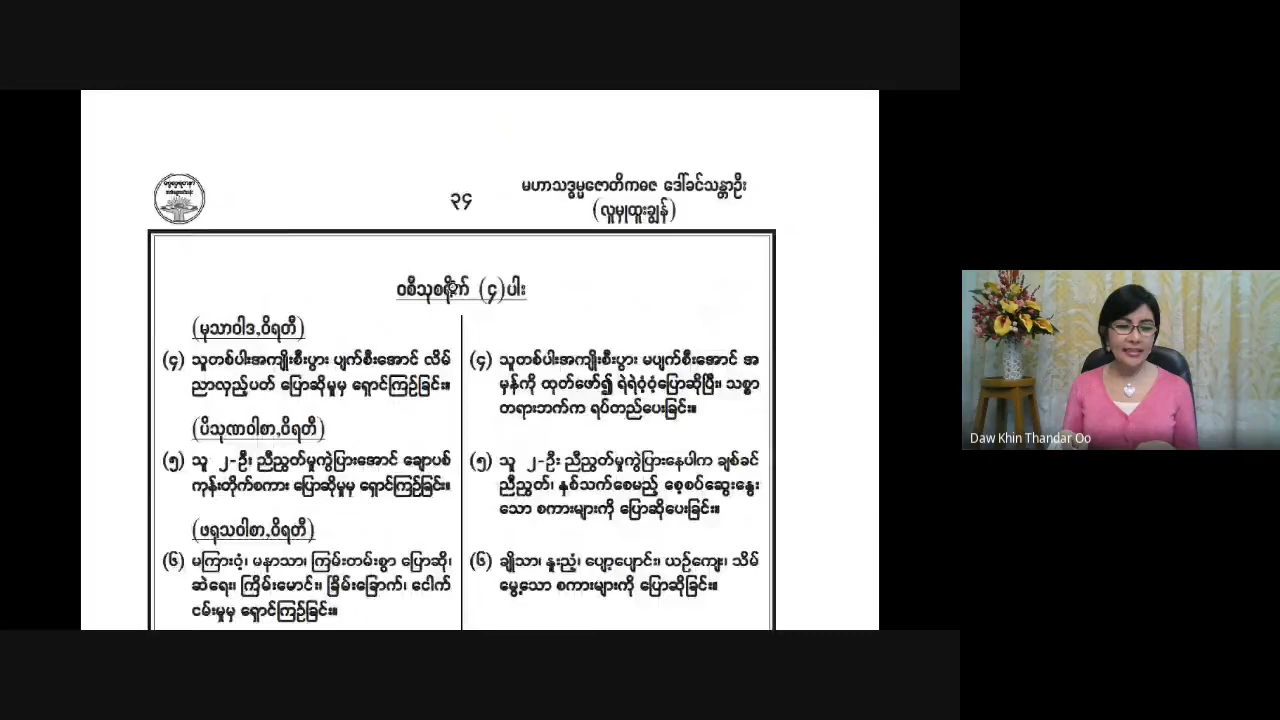 ၃၄
မဟာသဒ္ဓမ္မဇောတိကဓဇ ဒေါ်ခင်သန္တာဦး
(လူမှုထူးချွန်)
ဝစီသုစရိုက် (၄)ပါး
(မုသာဝါဒ,ဝိရတီ)
(၄) သူတစ်ပါးအကျိုးစီးပွား ပျက်စီးအောင် လိမ်
ညာလှည့်ပတ် ပြောဆိုမှုမှ ရှောင်ကြဉ်ခြင်း။
(ပိသုဏဝါစာ,ဝိရတီ)
(၅) သူ ၂-ဦး ညီညွတ်မှုကွဲပြားအောင် ချောပစ်
ကုန်းတိုက်စကား ပြောဆိုမှုမှ ရှောင်ကြဉ်ခြင်း။
(ဖရုသဝါစာ,ဝိရတီ)
(၆) မကြားဝံ့၊ မနာသာ၊ ကြမ်းတမ်းစွာ ပြောဆို၊
ဆဲရေး၊ ကြိမ်းမောင်း၊ ခြိမ်းခြောက်၊ ငေါက်
ငမ်းမှုမှ ရှောင်ကြဉ်ခြင်း။
(၄) သူတစ်ပါးအကျိုးစီးပွား မပျက်စီးအောင် အ
မှန်ကို ထုတ်ဖော်၍ ရဲရဲဝံ့ဝံ့ပြောဆိုပြီး၊ သစ္စာ
တရားဘက်က ရပ်တည်ပေးခြင်း။
(၅) သူ ၂-ဦး ညီညွတ်မှုကွဲပြားနေပါက ချစ်ခင်
ညီညွတ်၊ နှစ်သက်စေမည့် စေ့စပ်ဆွေးနွေး
သော စကားများကို ပြောဆိုပေးခြင်း။
(၆) ချိုသာ၊ နူးညံ့၊ ပျော့ပျောင်း၊ ယဉ်ကျေး၊ သိမ်
မွေ့သော စကားများကို ပြောဆိုခြင်း။
Daw Khin Thandar Oo